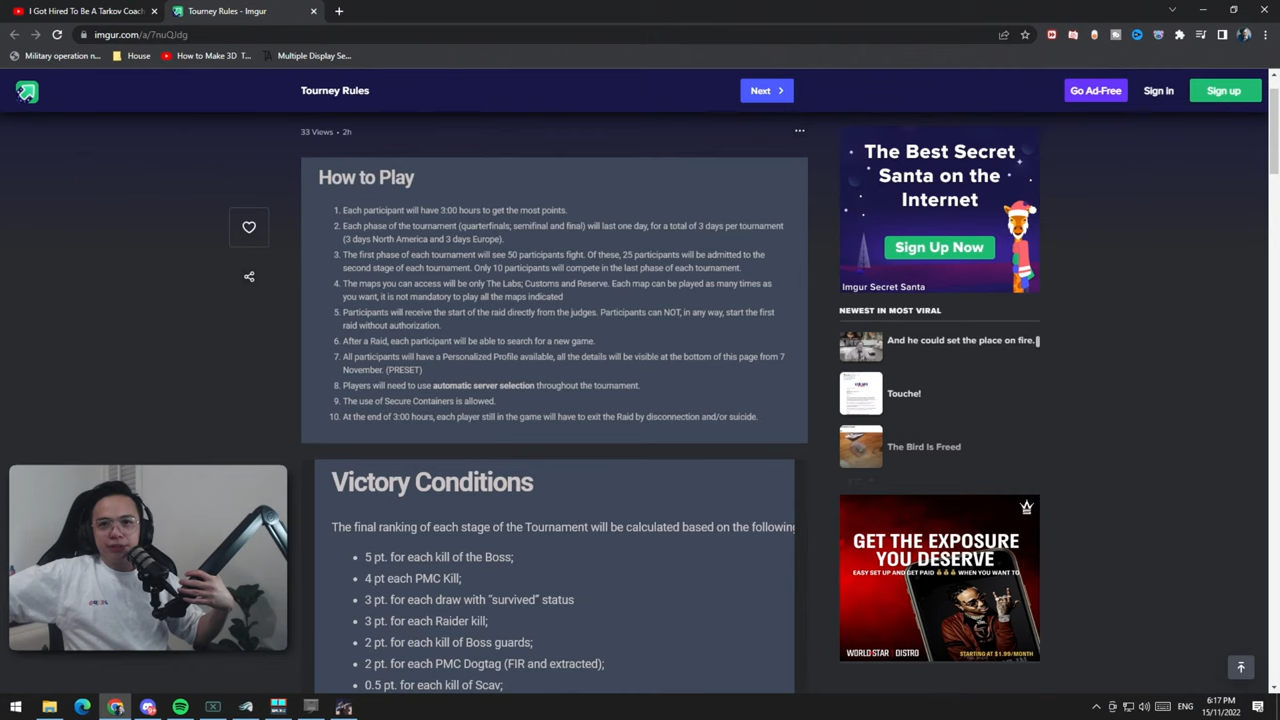 I Got Hired To Be A Tarkov Coach
Tourney Rules - Imgur
imgur.com/a/7nuQJdg
Military operation n...
House
How to Make 3D T...
Multiple Display Se...
Tourney Rules
Next
Go Ad-Free
Sign in
Sign up
33 Views • 2h
How to Play
1. Each participant will have 3:00 hours to get the most points.
2. Each phase of the tournament (quarterfinals; semifinal and final) will last one day, for a total of 3 days per tournament
(3 days North America and 3 days Europe).
3. The first phase of each tournament will see 50 participants fight. Of these, 25 participants will be admitted to the
second stage of each tournament. Only 10 participants will compete in the last phase of each tournament.
4. The maps you can access will be only The Labs; Customs and Reserve. Each map can be played as many times as
you want, it is not mandatory to play all the maps indicated
5. Participants will receive the start of the raid directly from the judges. Participants can NOT, in any way, start the first
raid without authorization.
6. After a Raid, each participant will be able to search for a new game.
7. All participants will have a Personalized Profile available, all the details will be visible at the bottom of this page from 7
November. (PRESET)
8. Players will need to use automatic server selection throughout the tournament.
9. The use of Secure Containers is allowed.
10. At the end of 3:00 hours, each player still in the game will have to exit the Raid by disconnection and/or suicide.
Victory Conditions
The final ranking of each stage of the Tournament will be calculated based on the following
• 5 pt. for each kill of the Boss;
• 4 pt each PMC Kill;
• 3 pt. for each draw with "survived" status
• 3 pt. for each Raider kill;
• 2 pt. for each kill of Boss guards;
• 2 pt. for each PMC Dogtag (FIR and extracted);
• 0.5 pt. for each kill of Scav;
The Best Secret
Santa on the
Internet
Sign Up Now
Imgur Secret Santa
NEWEST IN MOST VIRAL
And he could set the place on fire.
Touche!
The Bird Is Freed
GET THE EXPOSURE
YOU DESERVE
EASY SET UP AND GET PAID 💰💰💰 WHEN YOU WANT TO
WORLDSTAR | DISTRO
STARTING AT $1.99/MONTH
ENG
6:17 PM
15/11/2022